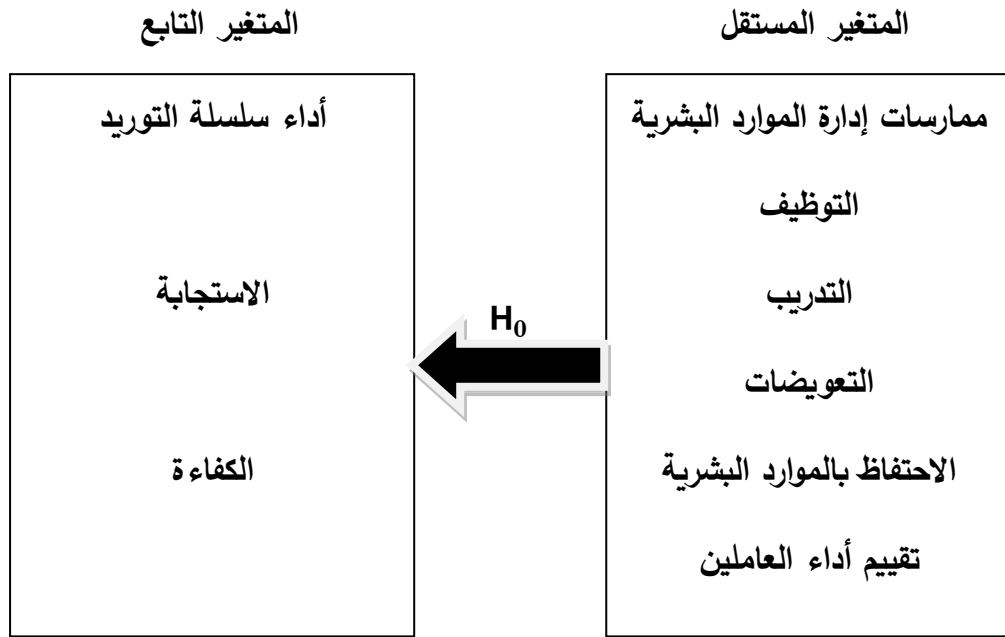 المتغير المستقل
ممارسات إدارة الموارد البشرية
التوظيف
التدريب
التعويضات
الاحتفاظ بالموارد البشرية
تقييم أداء العاملين
H₀
المتغير التابع
أداء سلسلة التوريد
الاستجابة
الكفاءة